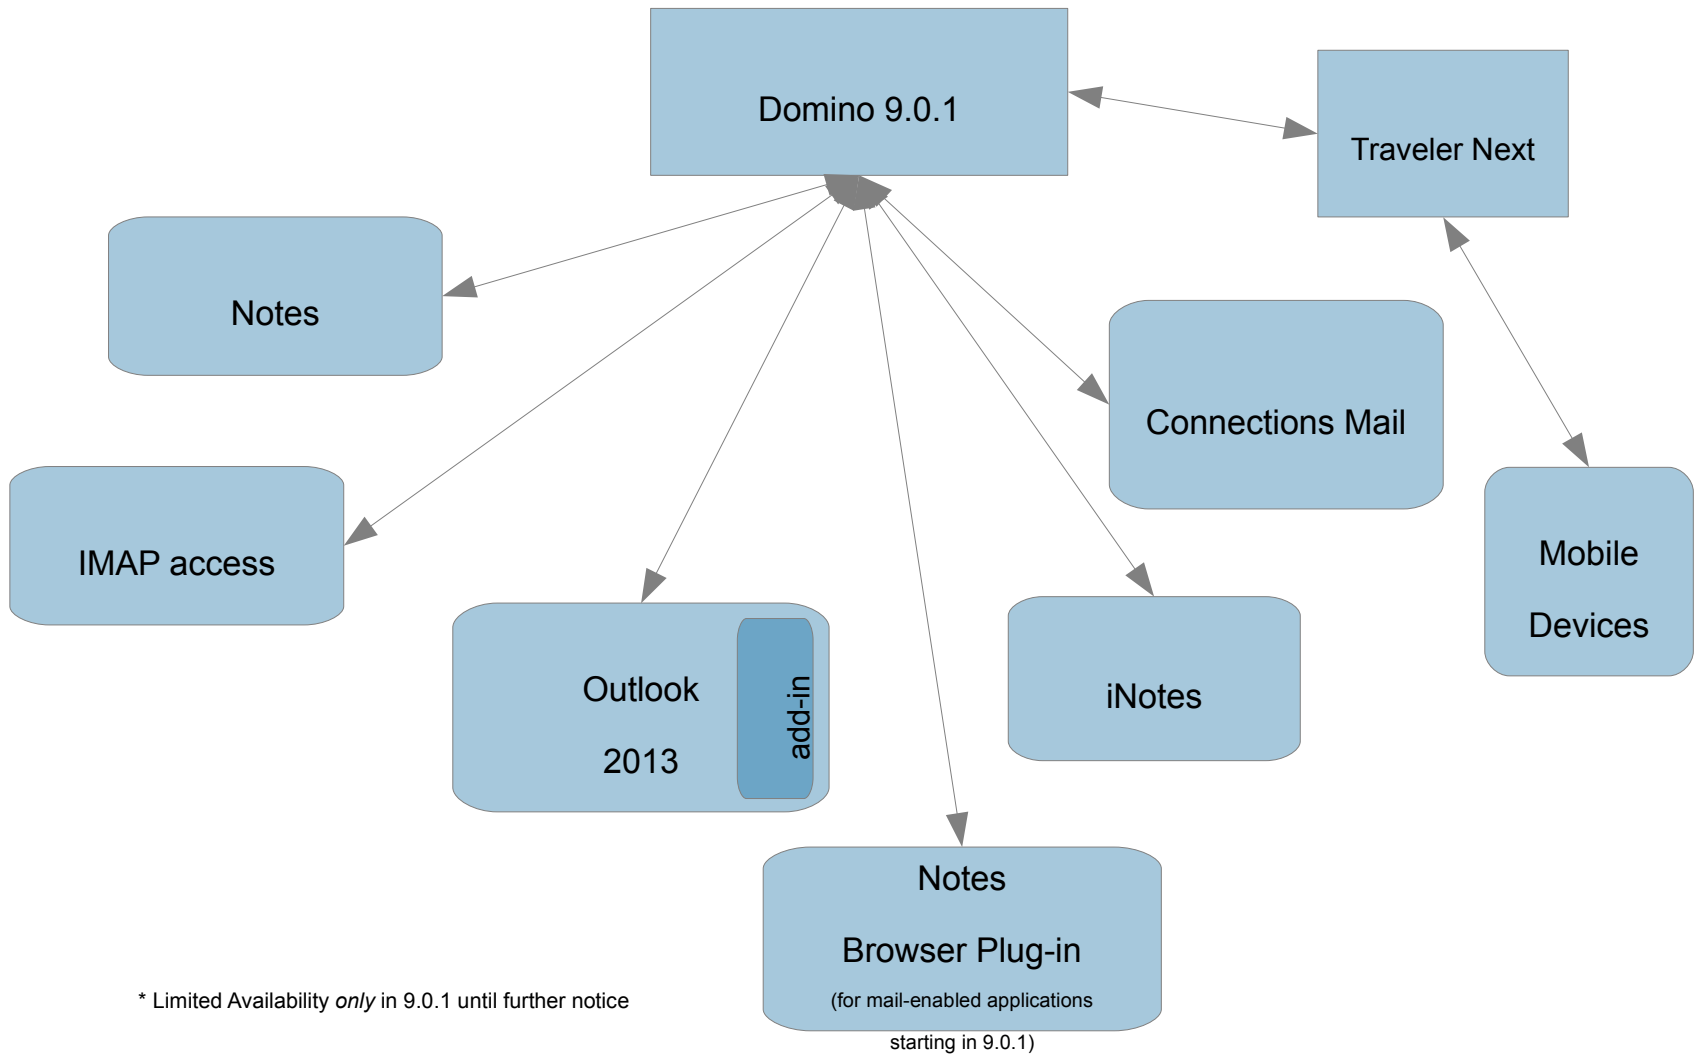 Domino 9.0.1
Traveler Next
Notes
Connections Mail
IMAP access
Mobile
Devices
Outlook
2013
add-in
iNotes
Notes
Browser Plug-in
(for mail-enabled applications
starting in 9.0.1)
* Limited Availability only in 9.0.1 until further notice